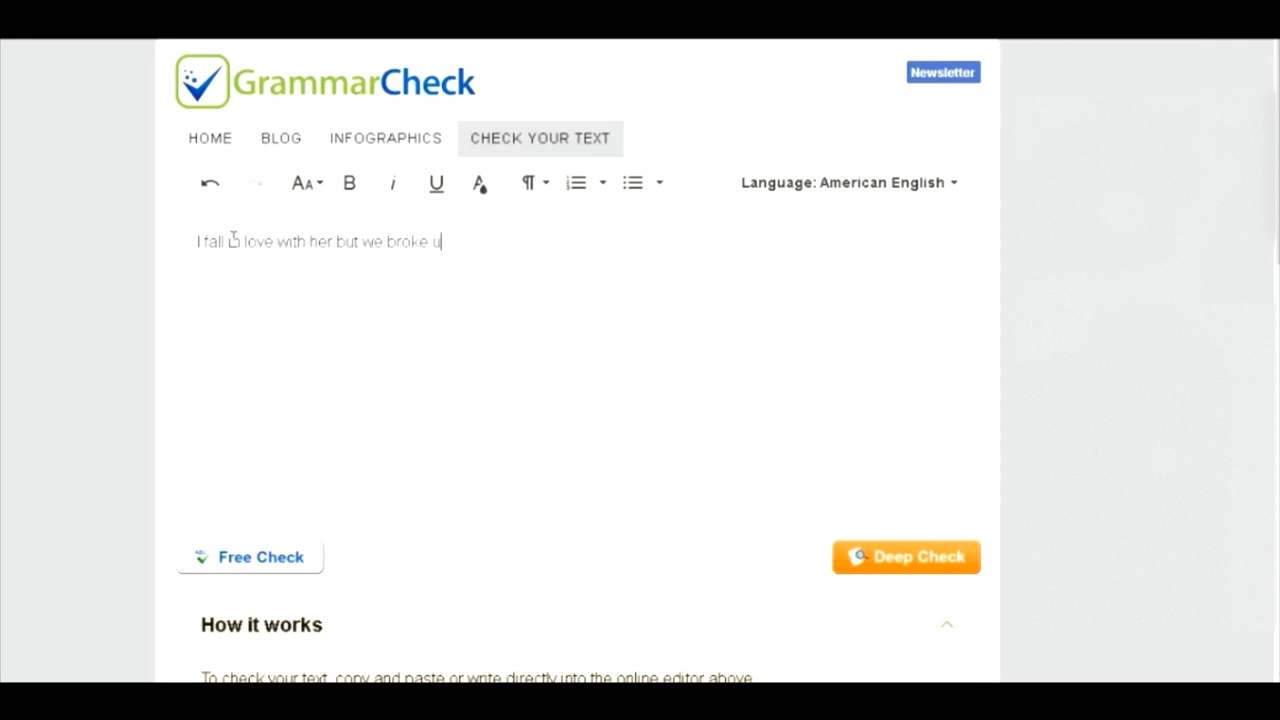 GrammarCheck
Newsletter
HOME BLOG INFOGRAPHICS CHECK YOUR TEXT
Language: American English
I fall in love with her but we broke u
Free Check
Deep Check
How it works
To check your text, copy and paste or write directly into the online editor above